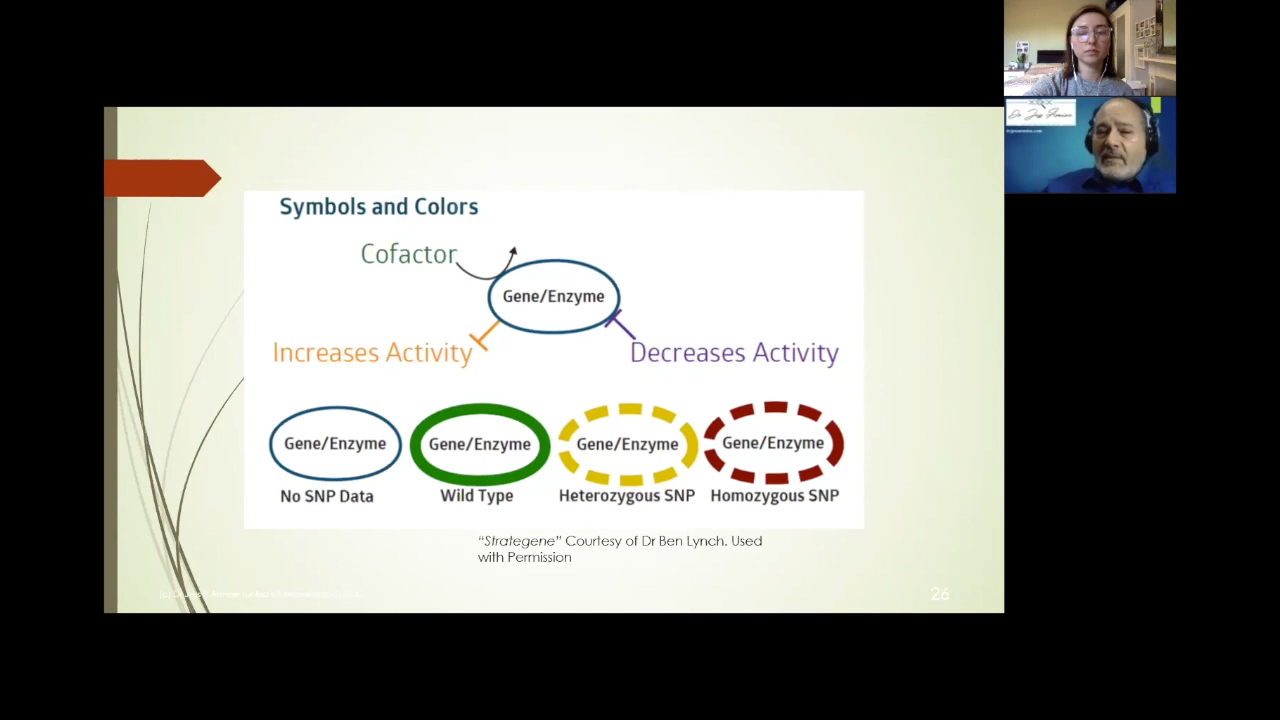 Symbols and Colors
Cofactor
Gene/Enzyme
Increases Activity
Decreases Activity
Gene/Enzyme
Gene/Enzyme
Gene/Enzyme
Gene/Enzyme
No SNP Data
Wild Type
Heterozygous SNP
Homozygous SNP
“Strategene” Courtesy of Dr Ben Lynch. Used
with Permission
26